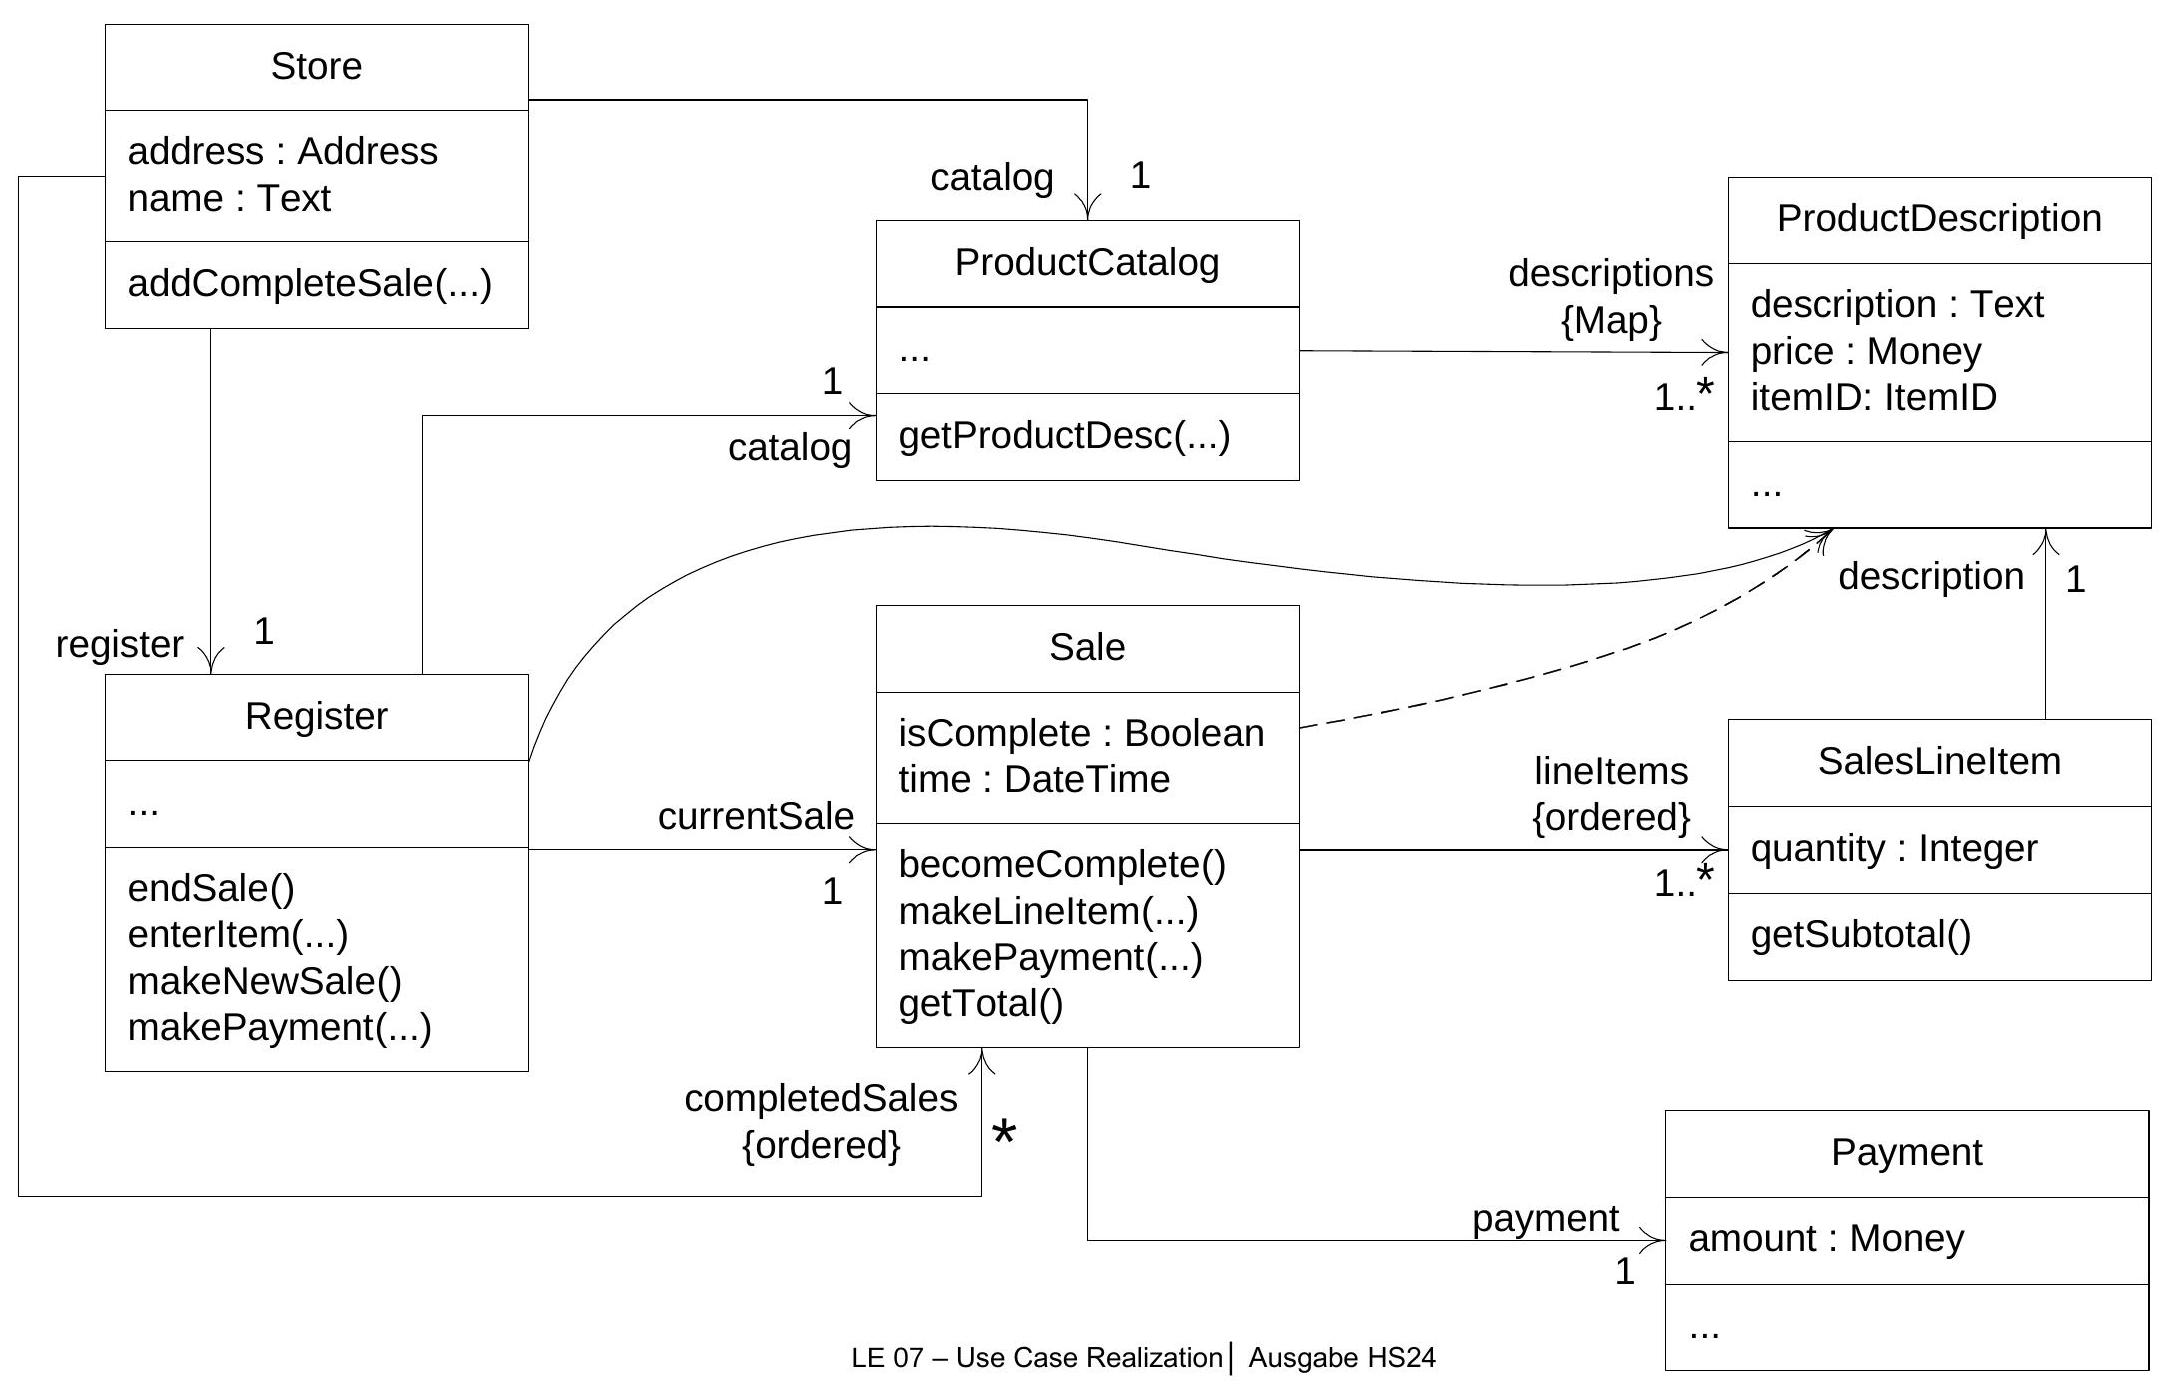 Store
address : Address
name : Text
addCompleteSale(...)
catalog
1
ProductCatalog
...
getProductDesc(...)
descriptions
{Map}
1..*
ProductDescription
description : Text
price : Money
itemID: ItemID
...
1
catalog
register
1
description
1
Register
...
endSale()
enterItem(...)
makeNewSale()
makePayment(...)
currentSale
1
Sale
isComplete : Boolean
time : DateTime
becomeComplete()
makeLineItem(...)
makePayment(...)
getTotal()
lineItems
{ordered}
1..*
SalesLineItem
quantity : Integer
getSubtotal()
completedSales
{ordered}
*
payment
1
Payment
amount : Money
...
LE 07 – Use Case Realization│ Ausgabe HS24